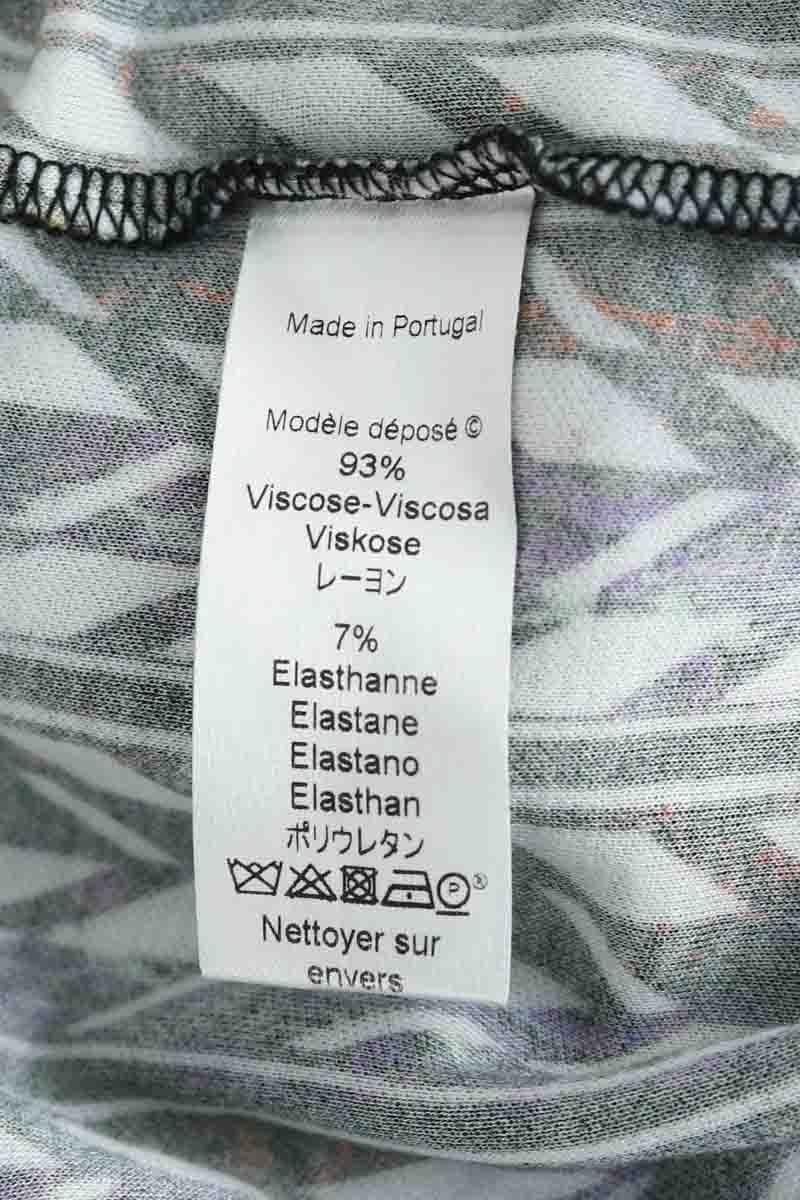 Made in Portugal
Modèle déposé ©
93%
Viscose-Viscosa
Viskose
レーヨン
7%
Elasthanne
Elastane
Elastano
Elasthan
ポリウレタン
P ®
Nettoyer sur
envers